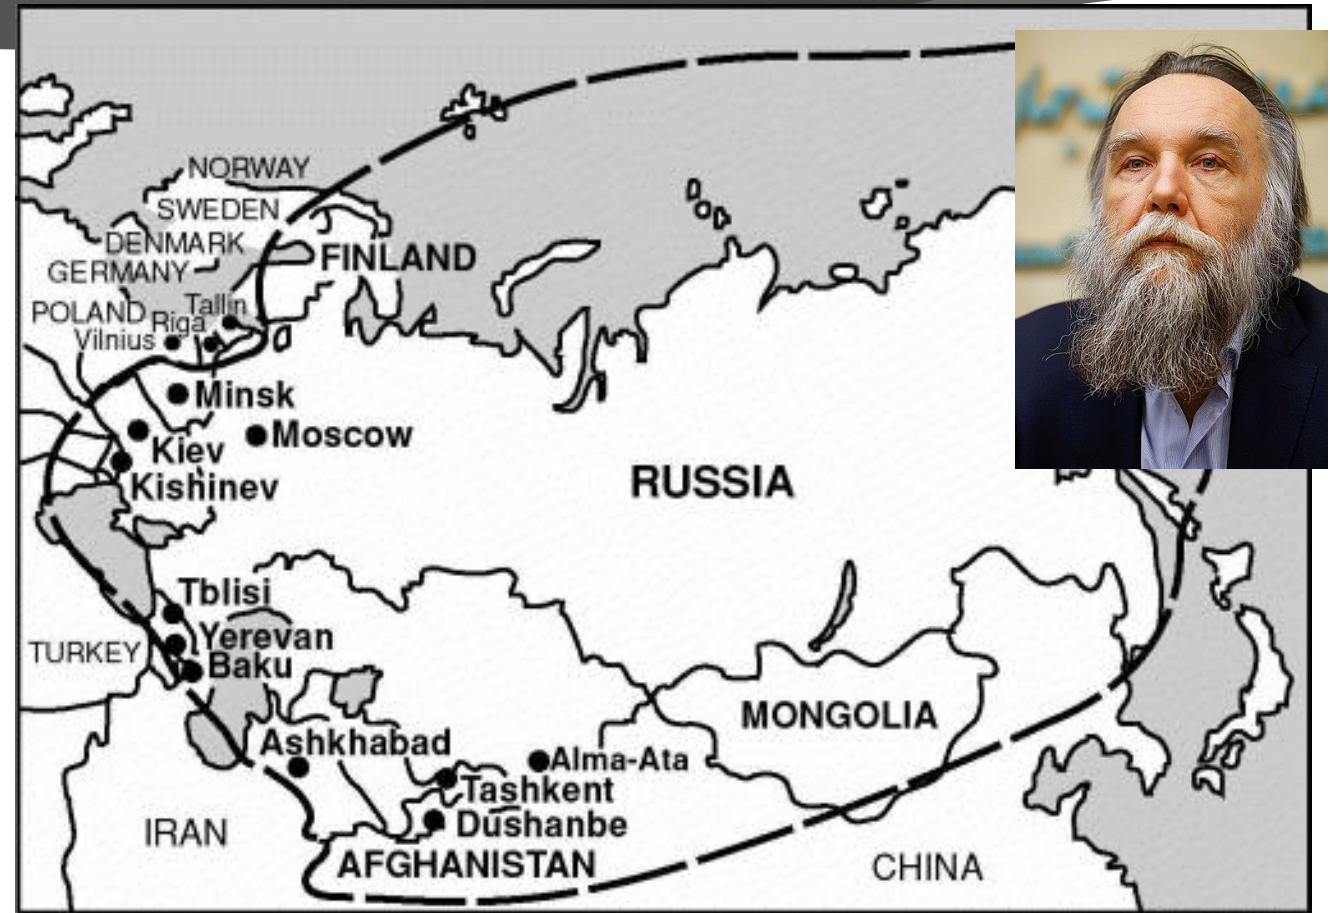 NORWAY
SWEDEN
DENMARK
GERMANY
FINLAND
POLAND
Riga
Tallin
Vilnius
Minsk
Moscow
Kiev
Kishinev
RUSSIA
Tblisi
Yerevan
Baku
TURKEY
MONGOLIA
Ashkhabad
Alma-Ata
Tashkent
Dushanbe
IRAN
AFGHANISTAN
CHINA